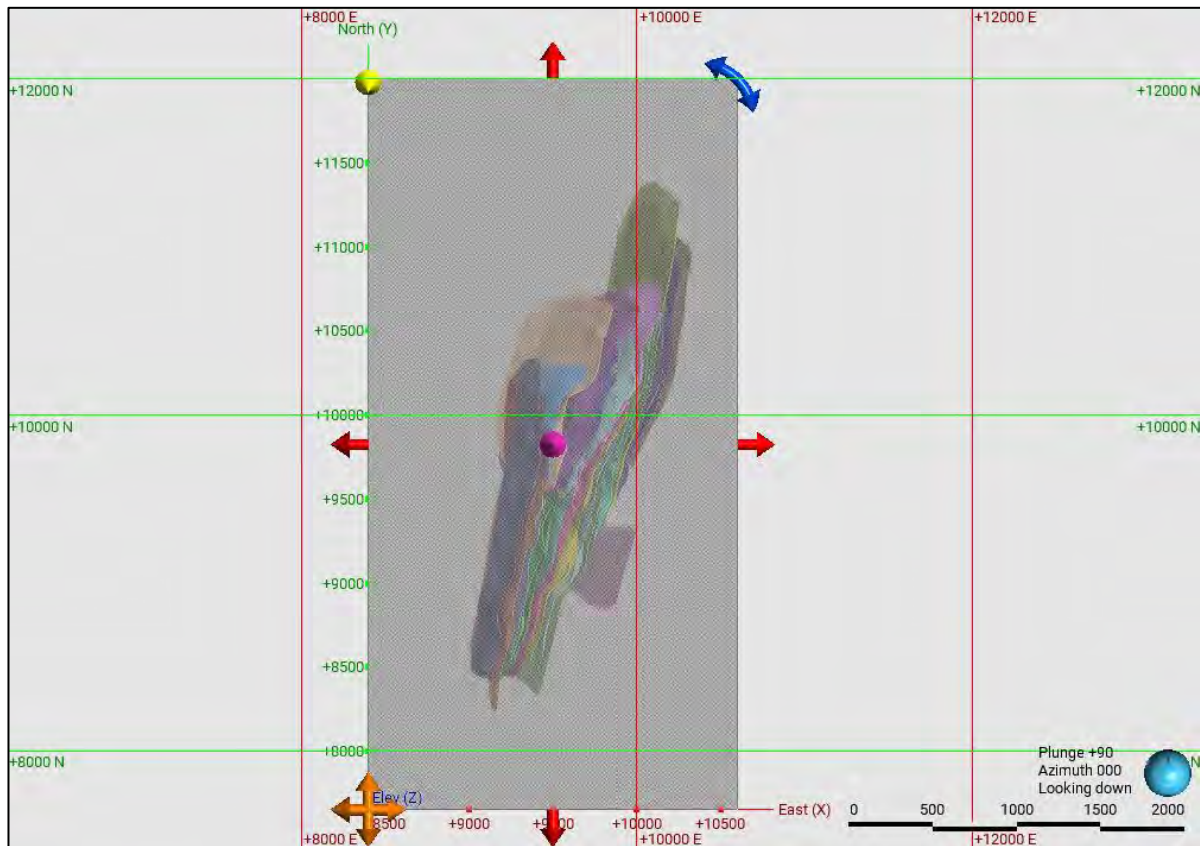 +8000 E
+10000 E
+12000 E
North (Y)
+12000 N
+12000 N
+11500
+11000
+10500
+10000
+10000 N
+10000 N
+9500
+9000
+8500
+8000
+8000 N
Plunge +90
Azimuth 000
Looking down
Elev (Z)
East (X)
8500
+9000
+10000
+10500
0
500
1000
1500
2000
+8000 E
+12000 E